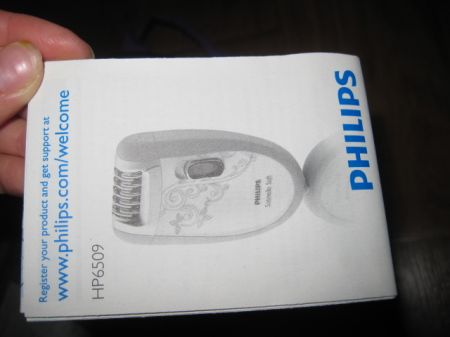 Register your product and get support at
www.philips.com/welcome
HP6509
PHILIPS
Satinelle Soft
PHILIPS